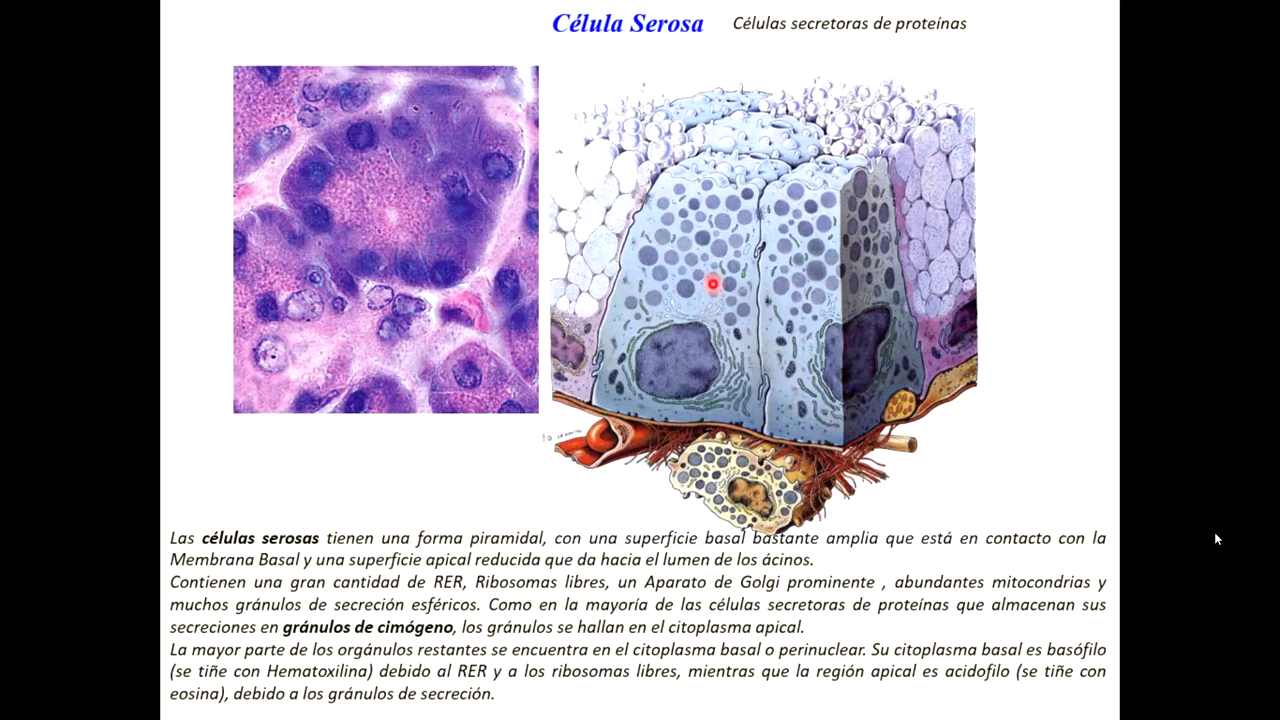 Célula Serosa Células secretoras de proteínas
Las células serosas tienen una forma piramidal, con una superficie basal bastante amplia que está en contacto con la
Membrana Basal y una superficie apical reducida que da hacia el lumen de los ácinos.
Contienen una gran cantidad de RER, Ribosomas libres, un Aparato de Golgi prominente , abundantes mitocondrias y
muchos gránulos de secreción esféricos. Como en la mayoría de las células secretoras de proteínas que almacenan sus
secreciones en gránulos de cimógeno, los gránulos se hallan en el citoplasma apical.
La mayor parte de los orgánulos restantes se encuentra en el citoplasma basal o perinuclear. Su citoplasma basal es basófilo
(se tiñe con Hematoxilina) debido al RER y a los ribosomas libres, mientras que la región apical es acidofilo (se tiñe con
eosina), debido a los gránulos de secreción.